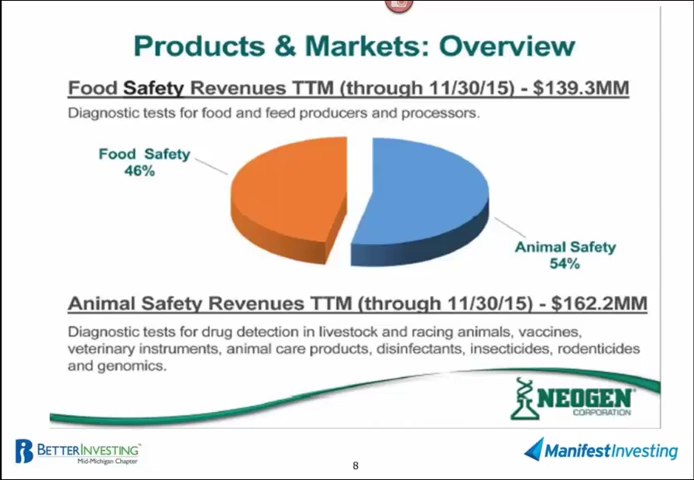 Products & Markets: Overview
Food Safety Revenues TTM (through 11/30/15) - $139.3MM
Diagnostic tests for food and feed producers and processors.
Food Safety
46%
Animal Safety
54%
Animal Safety Revenues TTM (through 11/30/15) - $162.2MM
Diagnostic tests for drug detection in livestock and racing animals, vaccines,
veterinary instruments, animal care products, disinfectants, insecticides, rodenticides
and genomics.
NEOGEN®
CORPORATION
BETTERINVESTING™
Mid-Michigan Chapter
8
ManifestInvesting